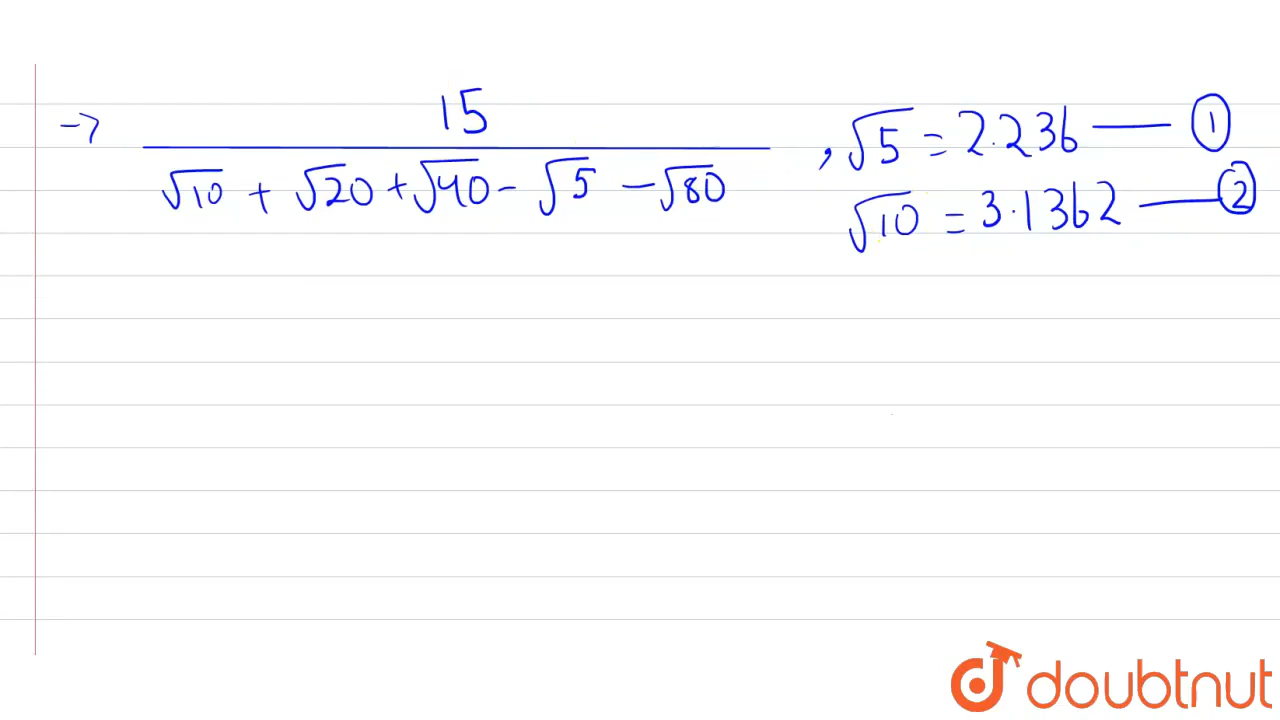 → 15 / √10 + √20 + √40 - √5 - √80 , √5 = 2.236 — ①
√10 = 3.1362 — ②
doubtnut